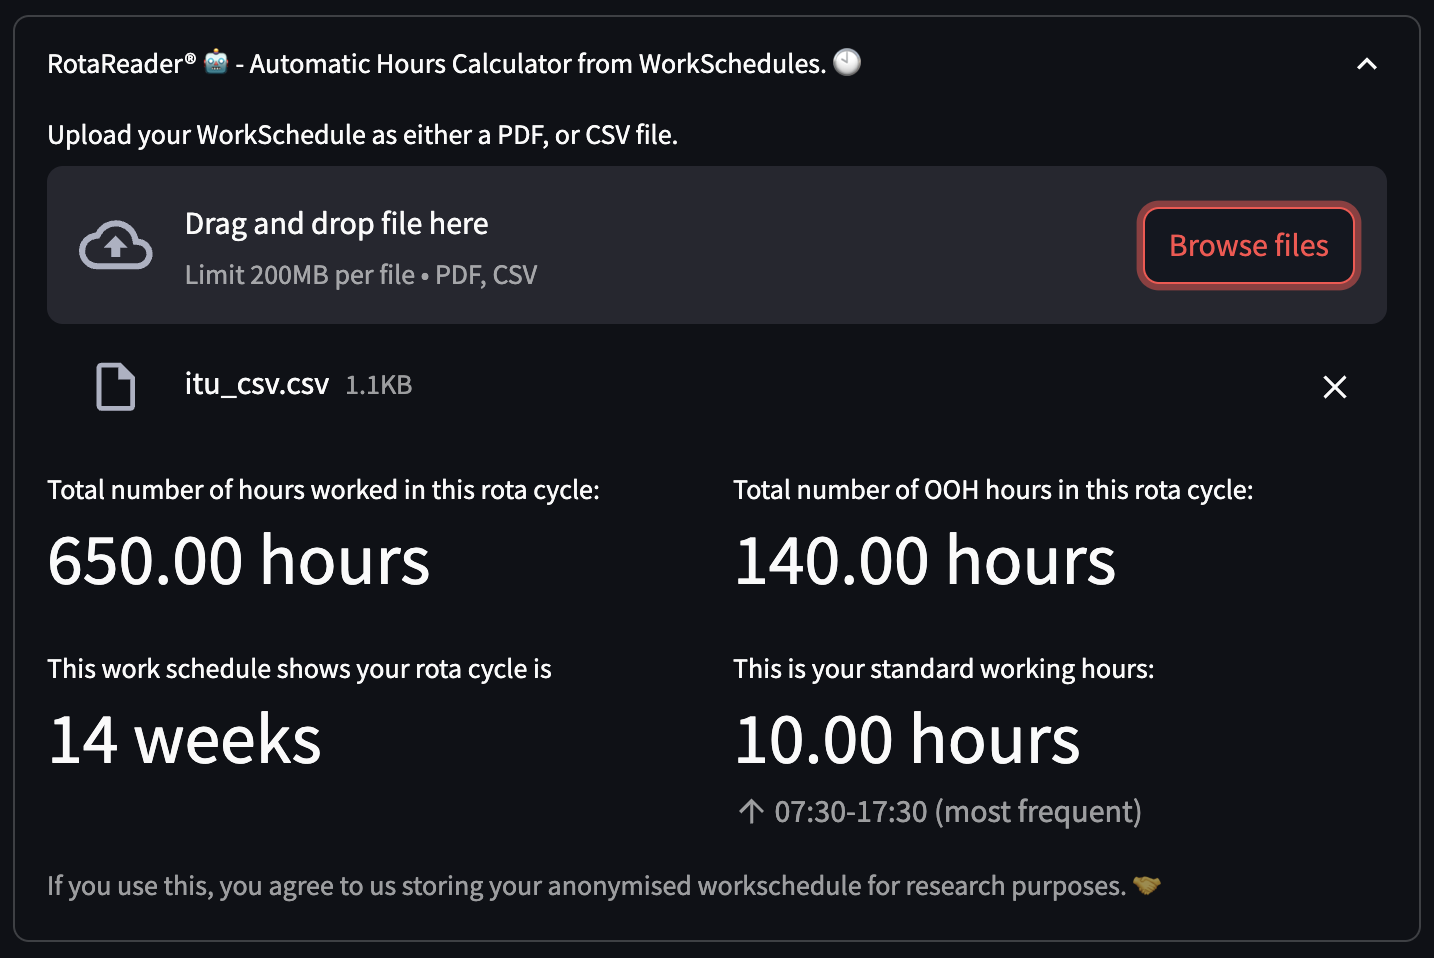 RotaReader® 🤖 - Automatic Hours Calculator from WorkSchedules. 🕙
Upload your WorkSchedule as either a PDF, or CSV file.
Drag and drop file here
Limit 200MB per file • PDF, CSV
Browse files
itu_csv.csv 1.1KB
Total number of hours worked in this rota cycle:
650.00 hours
Total number of OOH hours in this rota cycle:
140.00 hours
This work schedule shows your rota cycle is
14 weeks
This is your standard working hours:
10.00 hours
↑ 07:30-17:30 (most frequent)
If you use this, you agree to us storing your anonymised workschedule for research purposes. 🤝